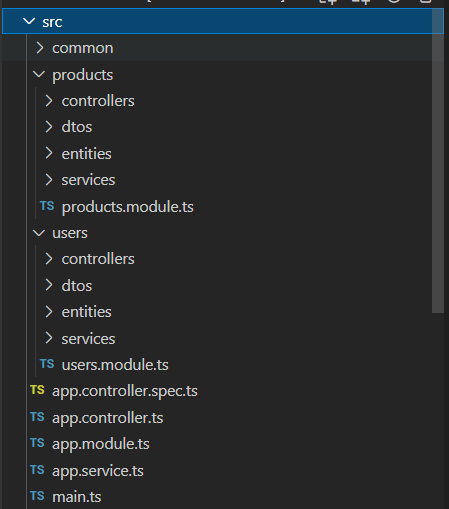 src
common
products
controllers
dtos
entities
services
TS products.module.ts
users
controllers
dtos
entities
services
TS users.module.ts
TS app.controller.spec.ts
TS app.controller.ts
TS app.module.ts
TS app.service.ts
TS main.ts